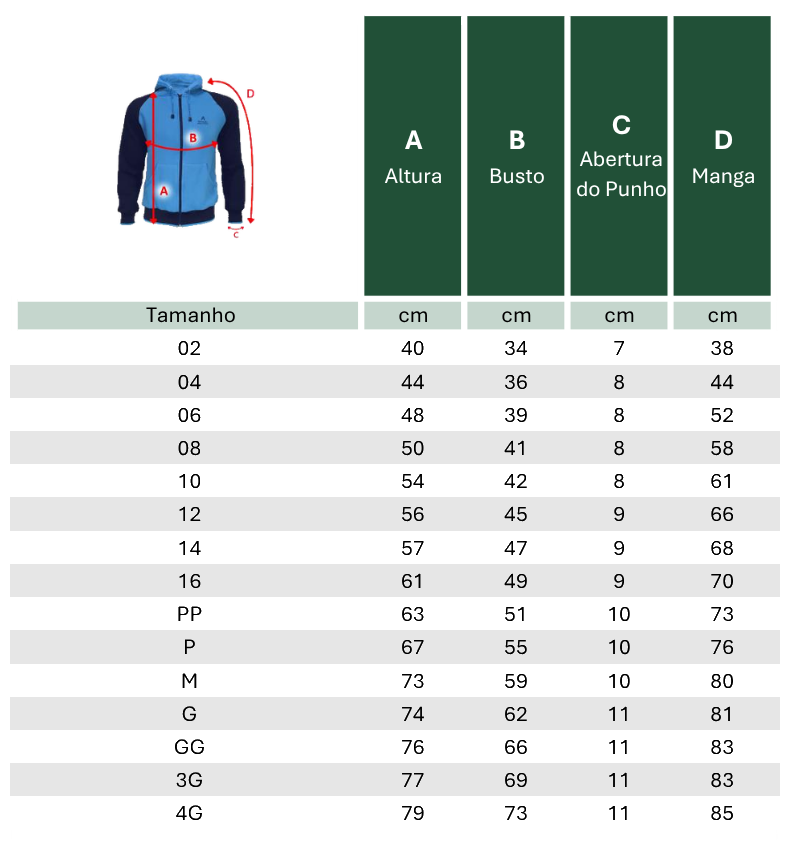 D
B
A
C
A
Altura
B
Busto
C
Abertura
do Punho
D
Manga
Tamanho cm cm cm cm
02 40 34 7 38
04 44 36 8 44
06 48 39 8 52
08 50 41 8 58
10 54 42 8 61
12 56 45 9 66
14 57 47 9 68
16 61 49 9 70
PP 63 51 10 73
P 67 55 10 76
M 73 59 10 80
G 74 62 11 81
GG 76 66 11 83
3G 77 69 11 83
4G 79 73 11 85